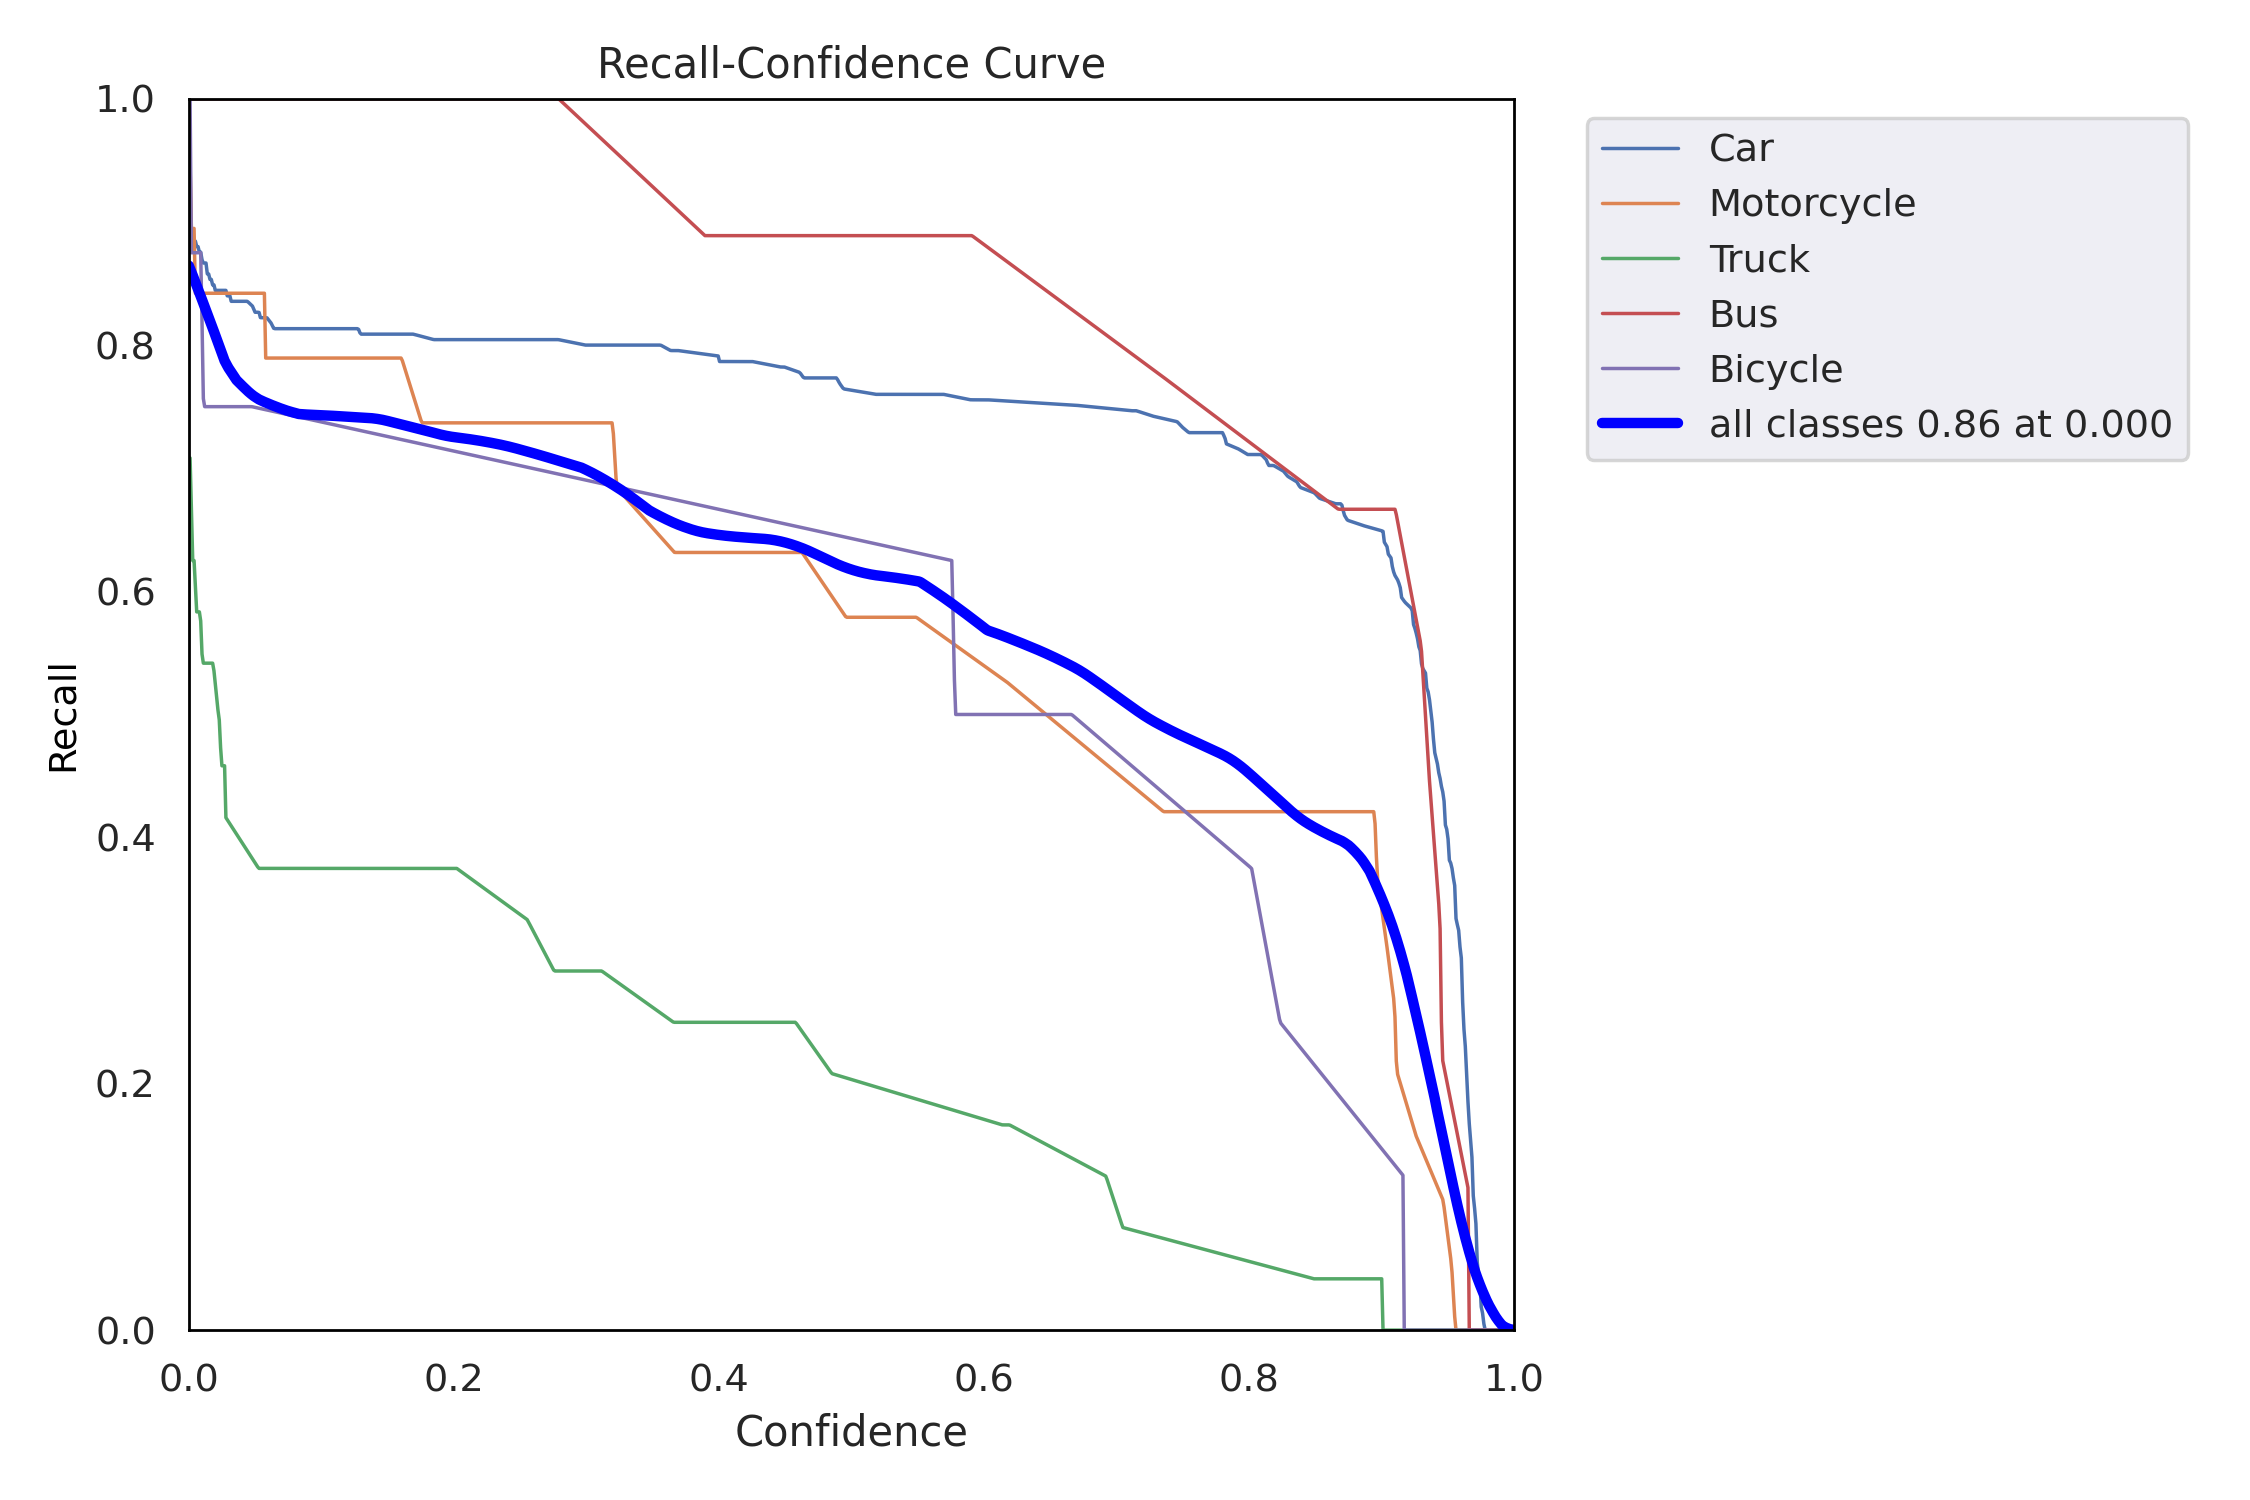 Recall-Confidence Curve
1.0
0.8
0.6
0.4
0.2
0.0
Recall
0.0 0.2 0.4 0.6 0.8 1.0
Confidence
Car
Motorcycle
Truck
Bus
Bicycle
all classes 0.86 at 0.000